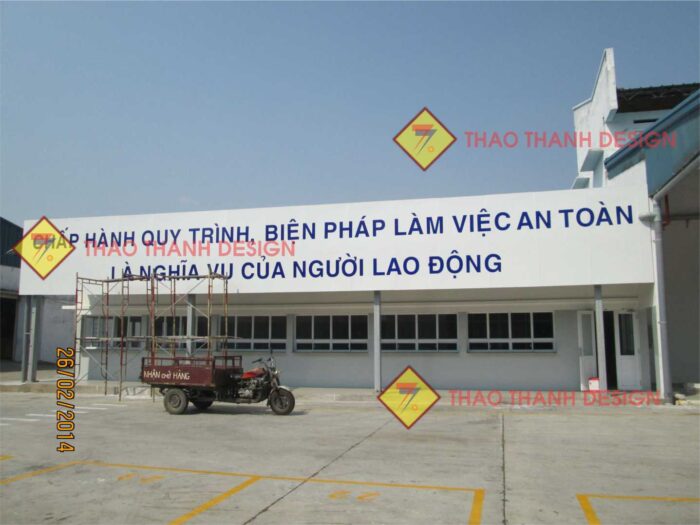 THAO THANH DESIGN
CHẤP HÀNH QUY TRÌNH, BIỆN PHÁP LÀM VIỆC AN TOÀN
THAO THANH DESIGN
LÀ NGHĨA VỤ CỦA NGƯỜI LAO ĐỘNG
NHẬN CHỞ HÀNG
THAO THANH DESIGN
26/02/2014